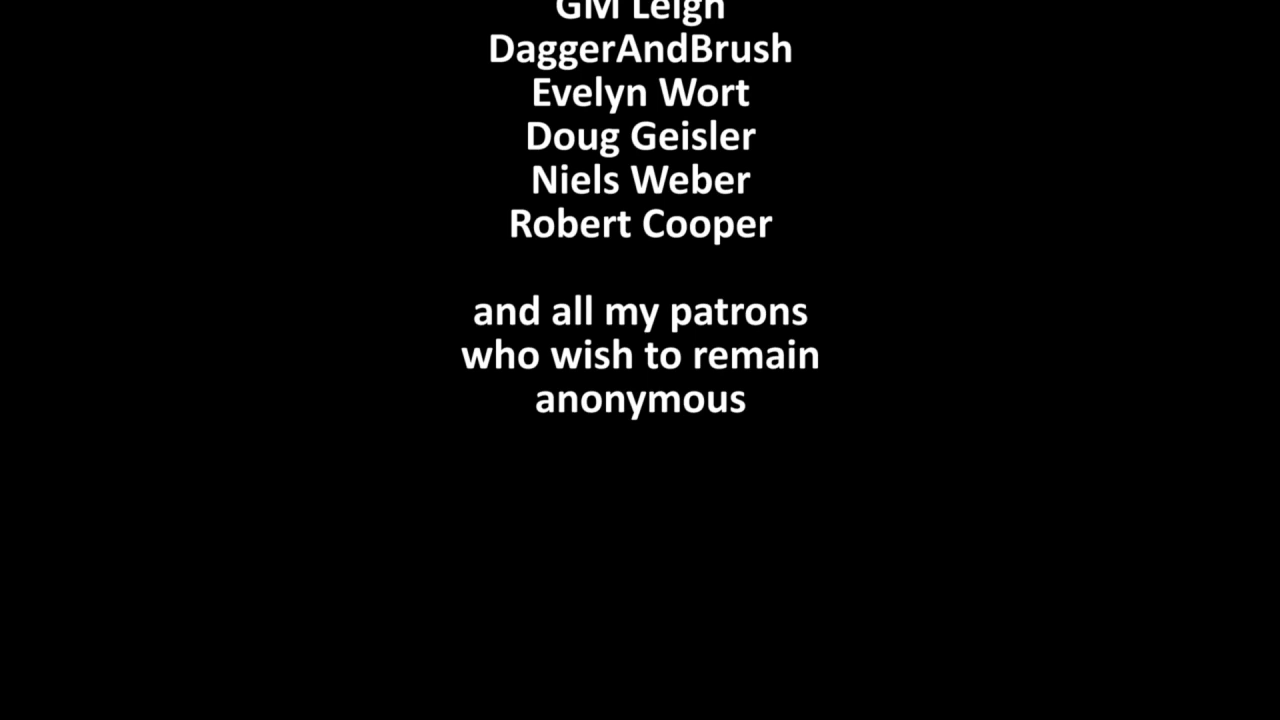 GM Leigh
DaggerAndBrush
Evelyn Wort
Doug Geisler
Niels Weber
Robert Cooper
and all my patrons
who wish to remain
anonymous